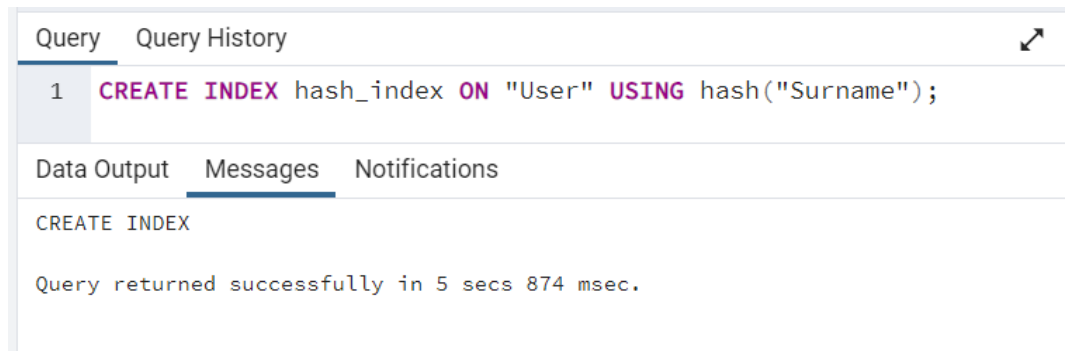 Query Query History
1 CREATE INDEX hash_index ON "User" USING hash("Surname");
Data Output Messages Notifications
CREATE INDEX
Query returned successfully in 5 secs 874 msec.